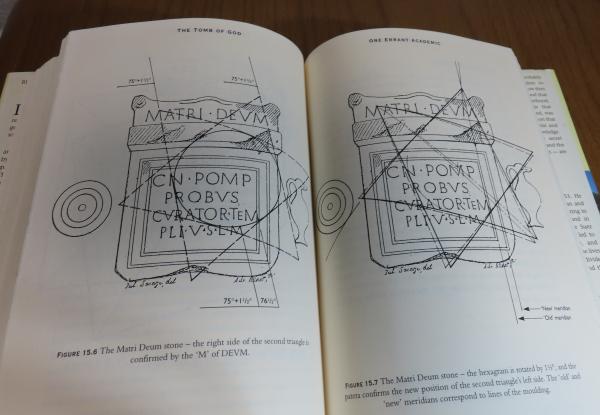 THE TOMB OF GOD
75°+1½°
75°+1½°
MATRI·DEVM
CN·POMP
PROBVS
CVRATOR·TEM
PLI·V·S·L·M
75°+1½°
76½°
FIGURE 15.6 The Matri Deum stone – the right side of the second triangle is
confirmed by the 'M' of DEVM.
ONE ERRANT ACADEMIC
MATRI·DEVM
CN·POMP
PROBVS
CVRATOR·TEM
PLI·V·S·L·M
'New' meridian
'Old' meridian
FIGURE 15.7 The Matri Deum stone – the hexagram is rotated by 1½°, and the
patera confirms the new position of the second triangle's left side. The 'old' and
'new' meridians correspond to lines of the moulding.